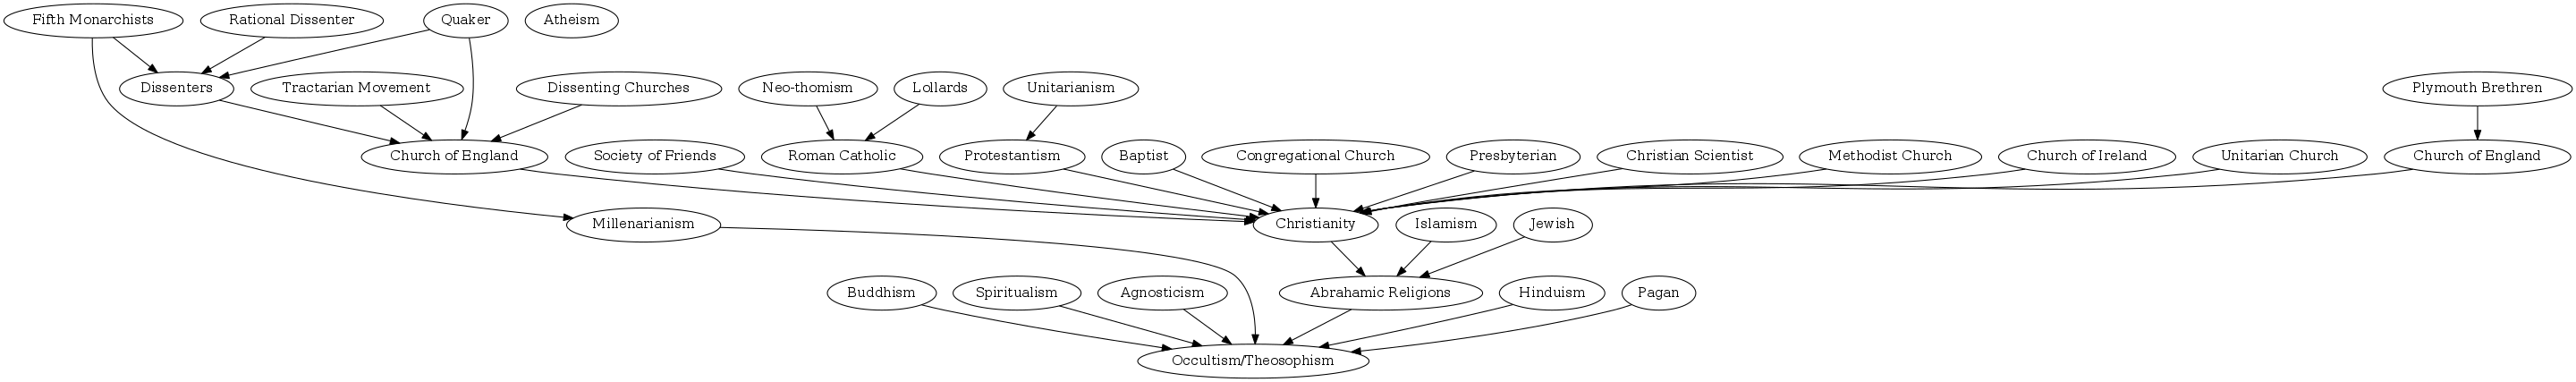 Fifth Monarchists
Rational Dissenter
Quaker
Atheism
Dissenters
Tractarian Movement
Dissenting Churches
Neo-thomism
Lollards
Unitarianism
Plymouth Brethren
Church of England
Society of Friends
Roman Catholic
Protestantism
Baptist
Congregational Church
Presbyterian
Christian Scientist
Methodist Church
Church of Ireland
Unitarian Church
Church of England
Millenarianism
Christianity
Islamism
Jewish
Buddhism
Spiritualism
Agnosticism
Abrahamic Religions
Hinduism
Pagan
Occultism/Theosophism